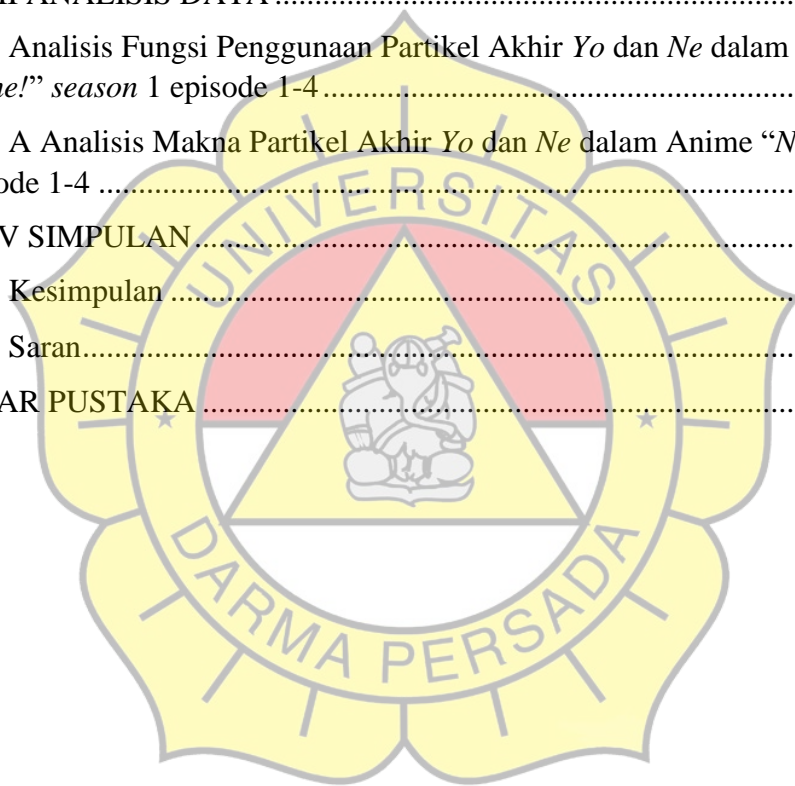 ANALISIS DATA ..........
Analisis Fungsi Penggunaan Partikel Akhir Yo dan Ne dalam
ne!” season 1 episode 1-4 ..........
A Analisis Makna Partikel Akhir Yo dan Ne dalam Anime “N
ode 1-4 ..........
V SIMPULAN ..........
Kesimpulan ..........
Saran ..........
AR PUSTAKA ..........
UNIVERSITAS
DARMA PERSADA